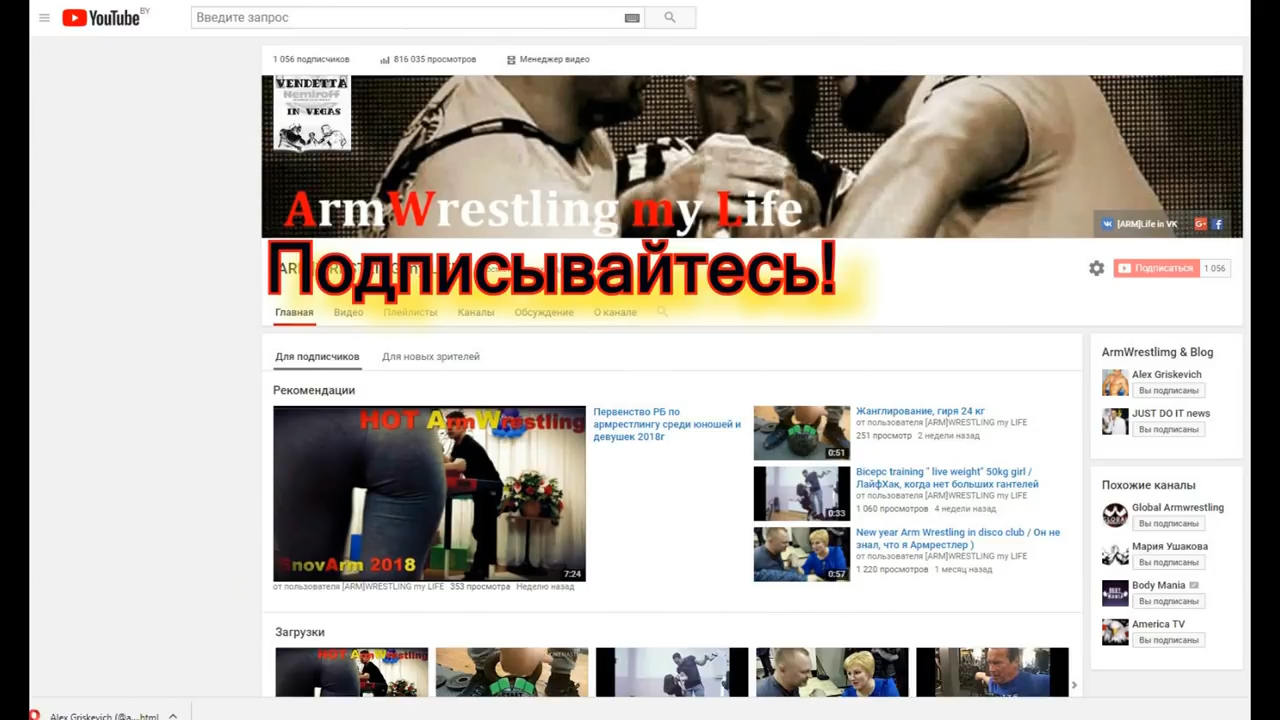 YouTube BY
Введите запрос
1 056 подписчиков
816 035 просмотров
Менеджер видео
VENDETTA
Nemiroff
IN VEGAS
ArmWrestling my Life
[ARM]Life in VK
Подписывайтесь!
Подписаться
1 056
Главная
Видео
Плейлисты
Каналы
Обсуждение
О канале
Для подписчиков
Для новых зрителей
Рекомендации
HOT ArmWrestling
SnovArm 2018
7:24
Первенство РБ по
армрестлингу среди юношей и
девушек 2018г
от пользователя [ARM]WRESTLING my LIFE
353 просмотра
Неделю назад
0:51
Жанглирование, гиря 24 кг
от пользователя [ARM]WRESTLING my LIFE
251 просмотр
2 недели назад
0:33
Bicepc training " live weight" 50kg girl /
ЛайфХак, когда нет больших гантелей
от пользователя [ARM]WRESTLING my LIFE
1 060 просмотров
4 недели назад
0:57
New year Arm Wrestling in disco club / Он не
знал, что я Армрестлер )
от пользователя [ARM]WRESTLING my LIFE
1 220 просмотров
1 месяц назад
Загрузки
HOT ArmWrestling
ArmWrestlimg & Blog
Alex Griskevich
Вы подписаны
JUST DO IT news
Вы подписаны
Похожие каналы
Global Armwrestling
Вы подписаны
Мария Ушакова
Вы подписаны
Body Mania
Вы подписаны
America TV
Вы подписаны
Alex Griskevich (@a...html